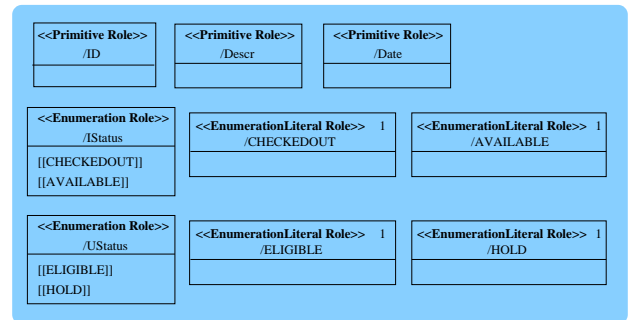 <<Primitive Role>>
/ID
<<Primitive Role>>
/Descr
<<Primitive Role>>
/Date
<<Enumeration Role>>
/IStatus
[[CHECKEDOUT]]
[[AVAILABLE]]
<<EnumerationLiteral Role>> 1
/CHECKEDOUT
<<EnumerationLiteral Role>> 1
/AVAILABLE
<<Enumeration Role>>
/UStatus
[[ELIGIBLE]]
[[HOLD]]
<<EnumerationLiteral Role>> 1
/ELIGIBLE
<<EnumerationLiteral Role>> 1
/HOLD